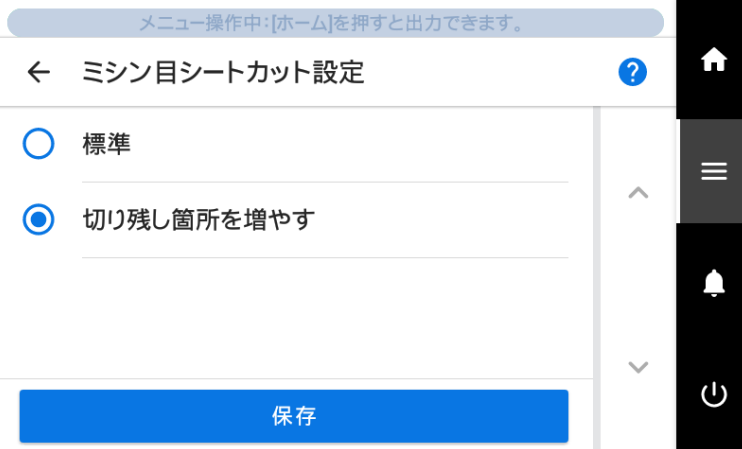 メニュー操作中:[ホーム]を押すと出力できます。
ミシン目シートカット設定
?
標準
切り残し箇所を増やす
保存